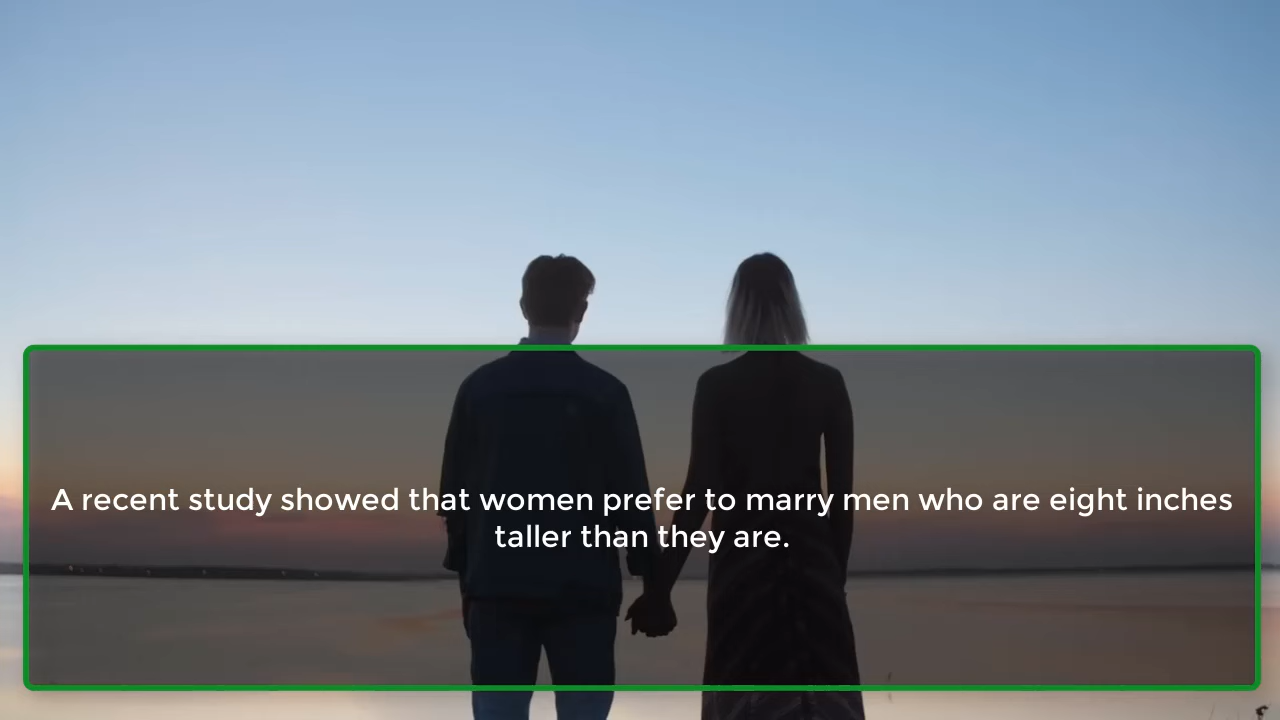 A recent study showed that women prefer to marry men who are eight inches
taller than they are.